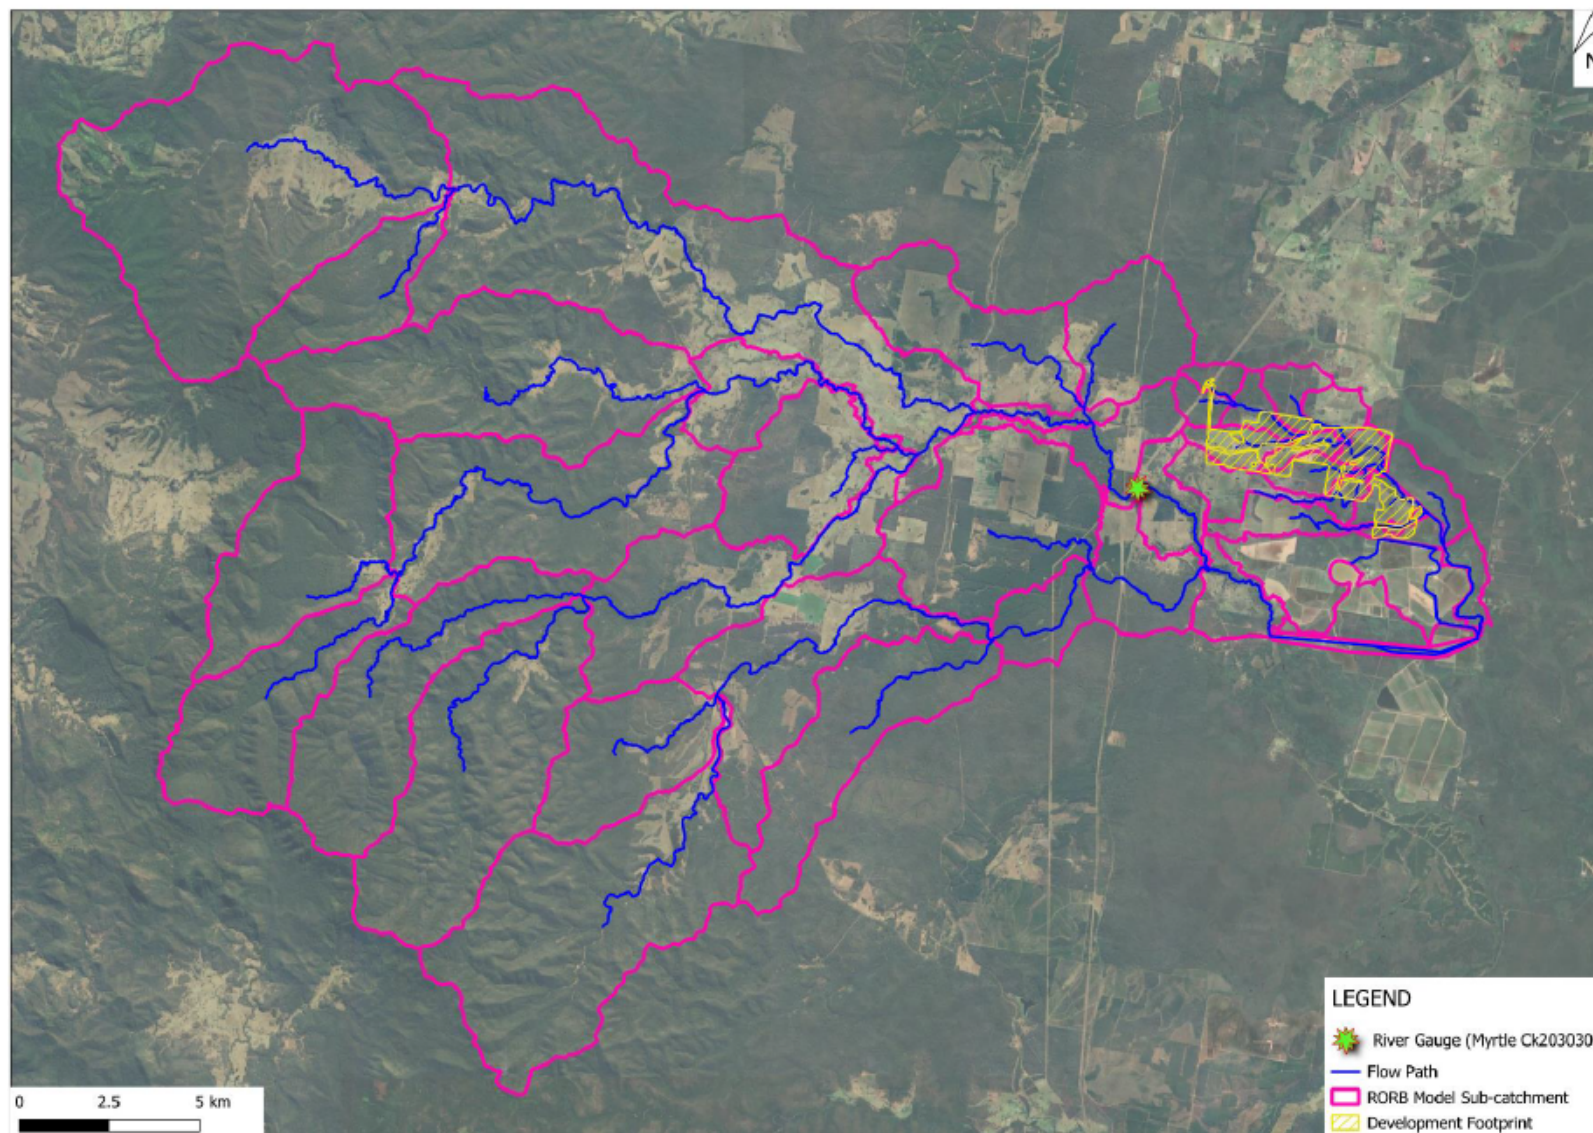 N
LEGEND
River Gauge (Myrtle Ck203030
Flow Path
RORB Model Sub-catchment
Development Footprint
0 2.5 5 km